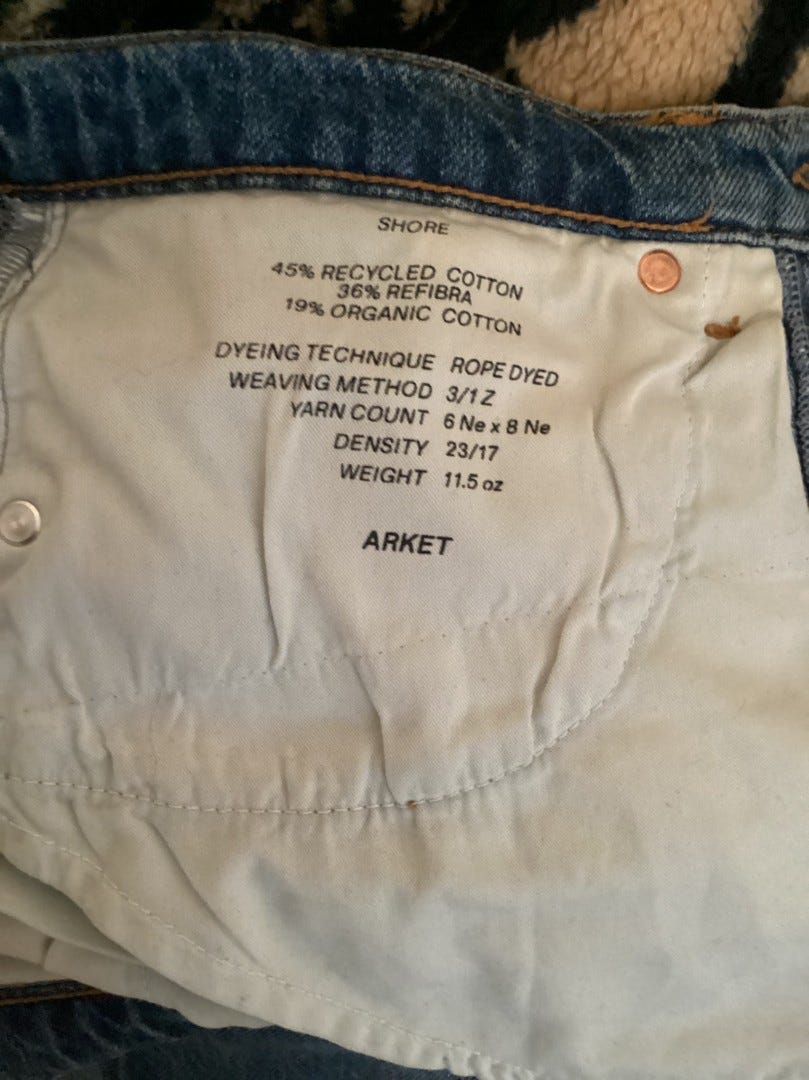 SHORE
45% RECYCLED COTTON
36% REFIBRA
19% ORGANIC COTTON
DYEING TECHNIQUE ROPE DYED
WEAVING METHOD 3/1 Z
YARN COUNT 6 Ne x 8 Ne
DENSITY 23/17
WEIGHT 11.5 oz
ARKET